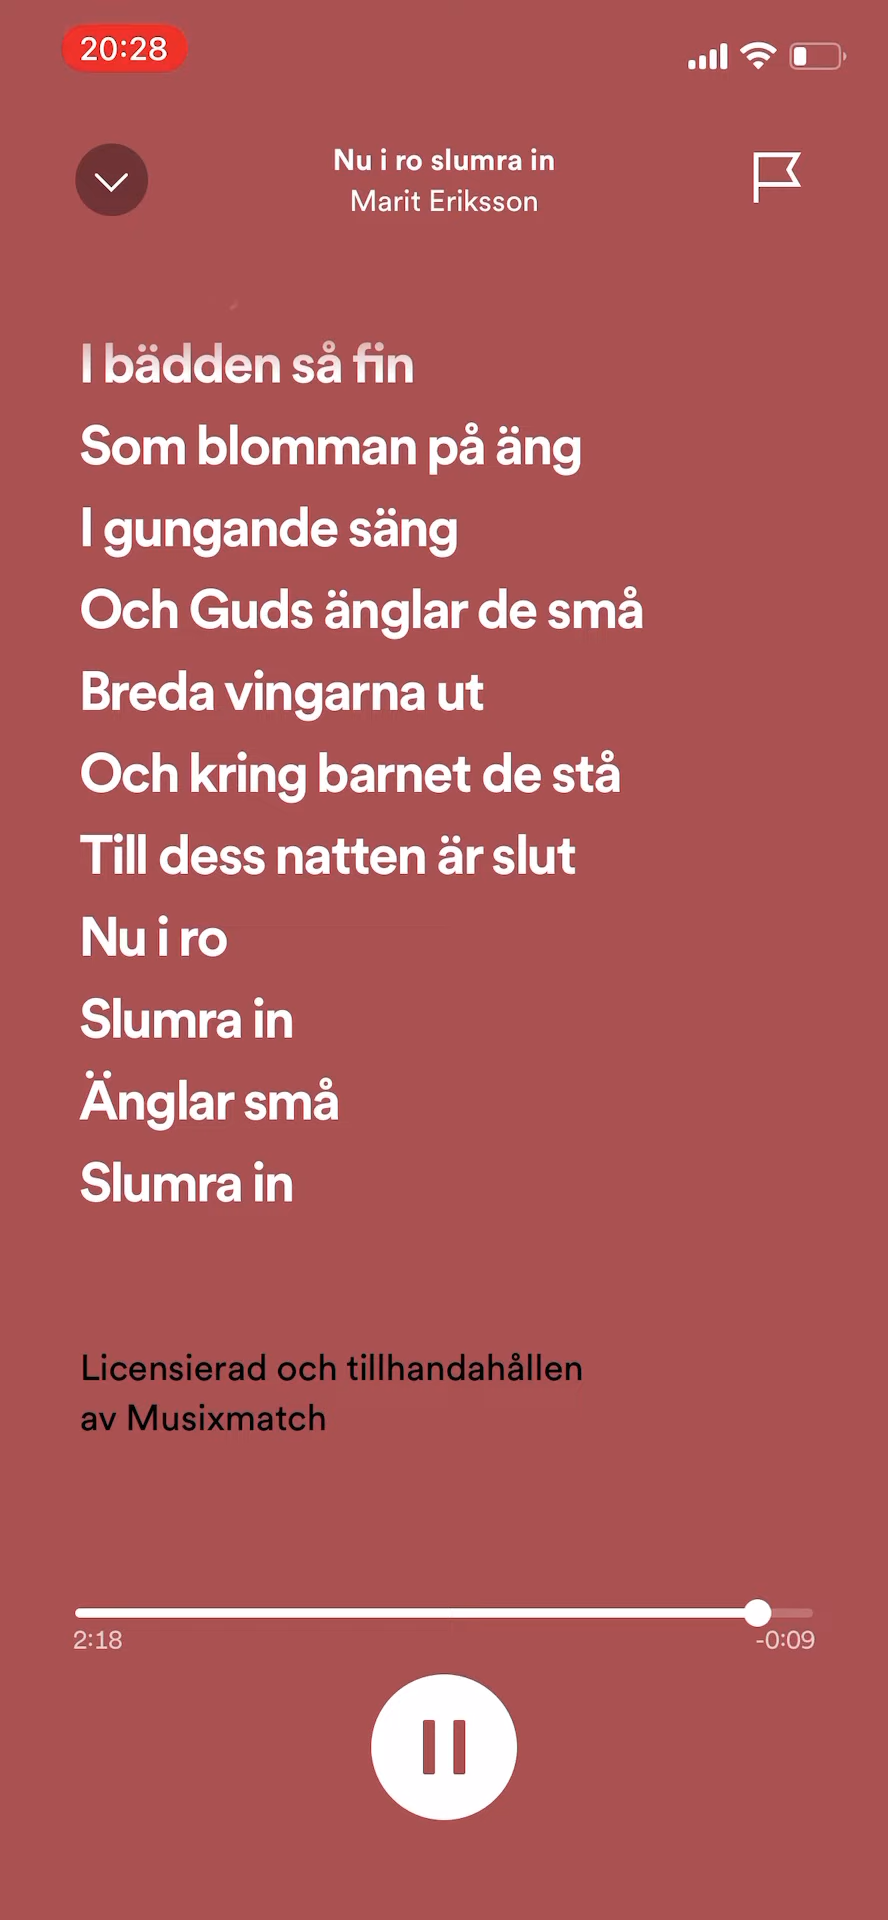 20:28
Nu i ro slumra in
Marit Eriksson
I bädden så fin
Som blomman på äng
I gungande säng
Och Guds änglar de små
Breda vingarna ut
Och kring barnet de stå
Till dess natten är slut
Nu i ro
Slumra in
Änglar små
Slumra in
Licensierad och tillhandahållen
av Musixmatch
2:18
-0:09